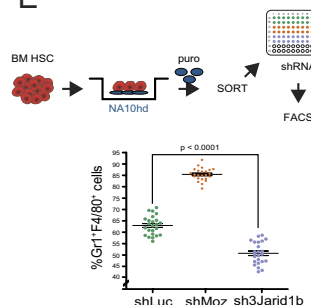 E
BM HSC
puro
NA10hd
SORT
shRNA
FACS
p < 0.0001
%Gr1⁺F4/80⁺ cells
95
90
85
80
75
70
65
60
55
50
45
40
shLuc shMoz sh3Jarid1b